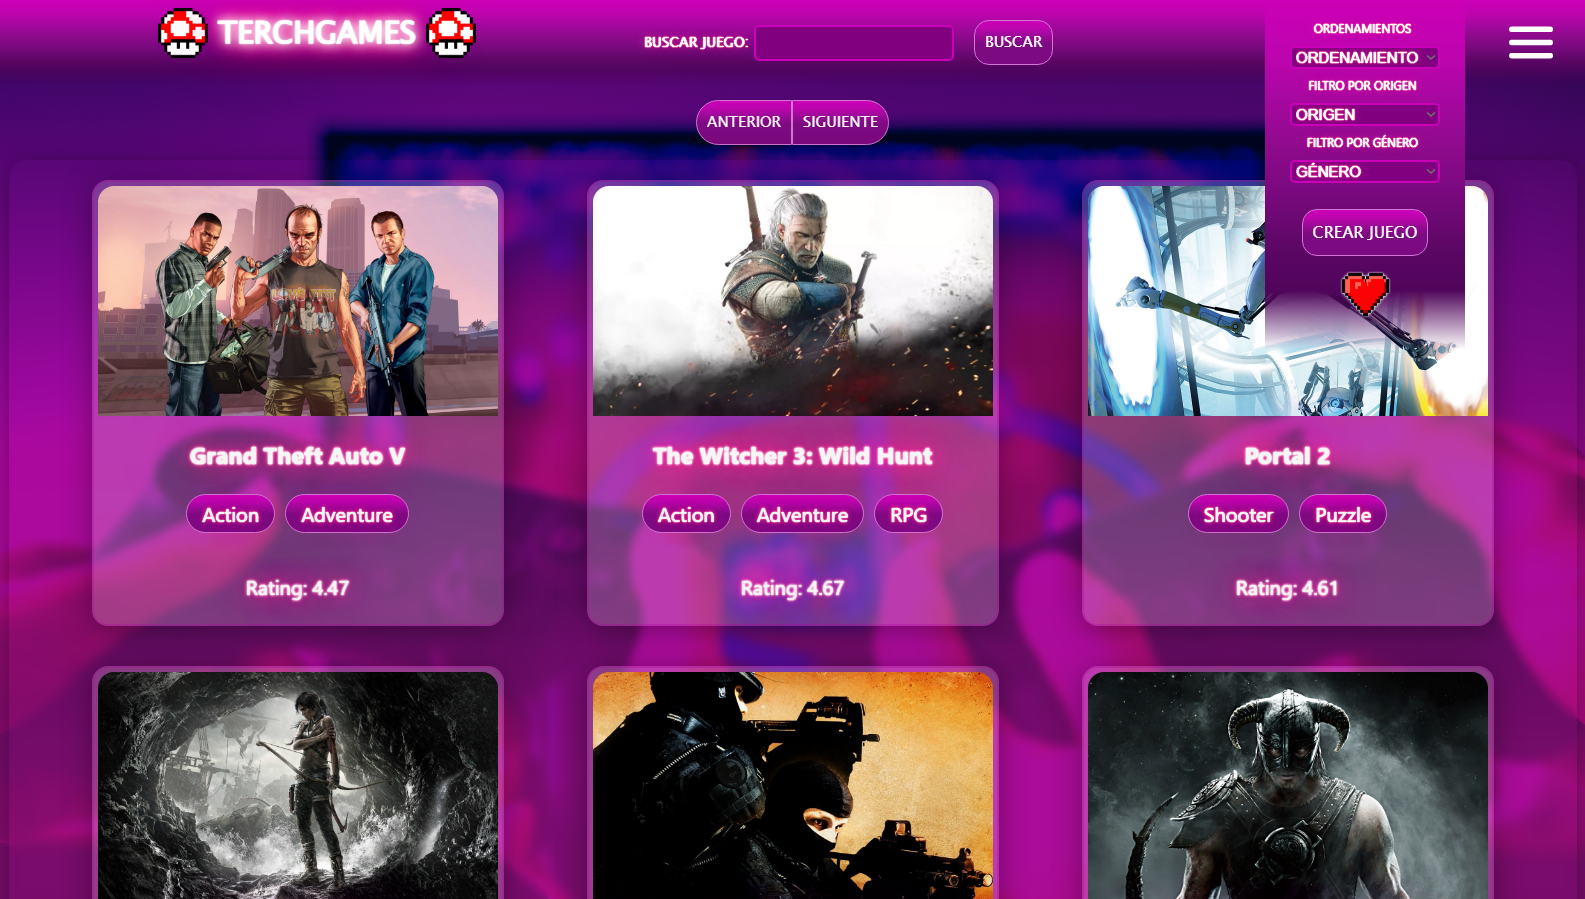 TERCHGAMES
BUSCAR JUEGO:
BUSCAR
ORDENAMIENTOS
ORDENAMIENTO
FILTRO POR ORIGEN
ORIGEN
FILTRO POR GÉNERO
GÉNERO
CREAR JUEGO
ANTERIOR
SIGUIENTE
Grand Theft Auto V
Action
Adventure
Rating: 4.47
The Witcher 3: Wild Hunt
Action
Adventure
RPG
Rating: 4.67
Portal 2
Shooter
Puzzle
Rating: 4.61